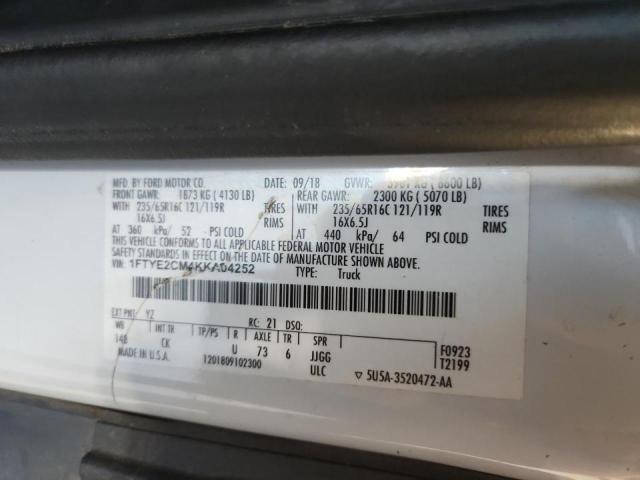 MFD. BY FORD MOTOR CO.
DATE: 09/18 GVWR: KG ( LB)
FRONT GAWR: 1873 KG ( 4130 LB) REAR GAWR: 2300 KG ( 5070 LB)
WITH 235/65R16C 121/119R TIRES WITH 235/65R16C 121/119R TIRES
16X6.5J RIMS 16X6.5J RIMS
AT 360 kPa/ 52 PSI COLD AT 440 kPa/ 64 PSI COLD
THIS VEHICLE CONFORMS TO ALL APPLICABLE FEDERAL MOTOR VEHICLE
SAFETY STANDARDS IN EFFECT ON THE DATE OF MANUFACTURE SHOWN ABOVE.
VIN: 1FTYE2CM4KKA04252 TYPE: Truck
EXT PNT: YZ RC: 21 DSO:
WB INT TR TP/PS R AXLE TR SPR
148 CK U 73 6 JJGG F0923
MADE IN U.S.A. 1201809102300 ULC T2199
▽ 5U5A-3520472-AA